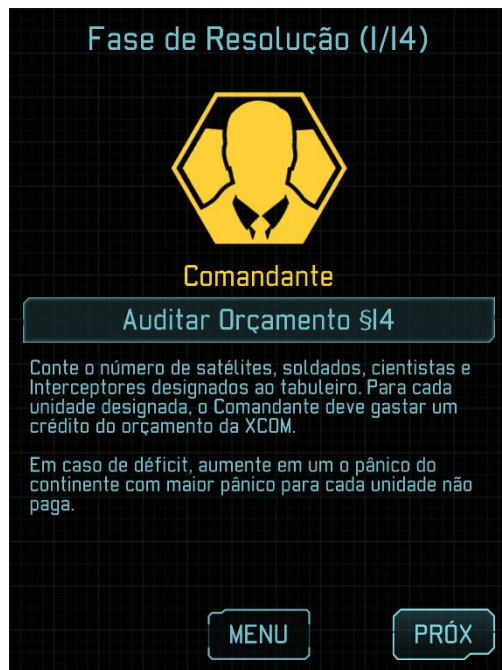 Fase de Resolução (1/14)
Comandante
Auditar Orçamento §14
Conte o número de satélites, soldados, cientistas e
Interceptores designados ao tabuleiro. Para cada
unidade designada, o Comandante deve gastar um
crédito do orçamento da XCOM.
Em caso de déficit, aumente em um o pânico do
continente com maior pânico para cada unidade não
paga.
MENU
PRÓX